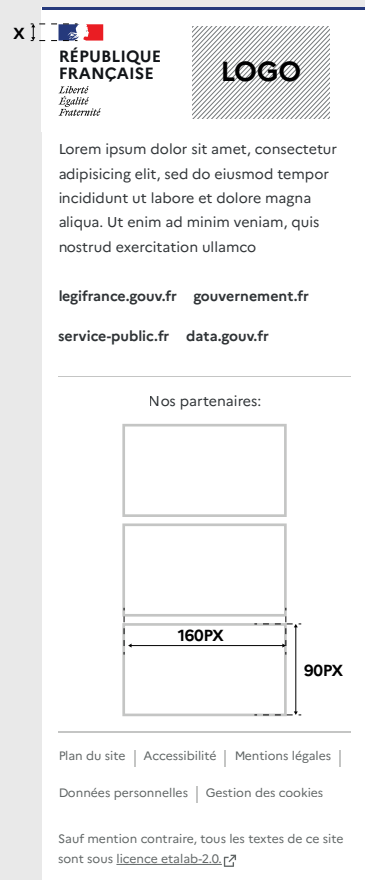 X
RÉPUBLIQUE
FRANÇAISE
Liberté
Égalité
Fraternité
LOGO
Lorem ipsum dolor sit amet, consectetur
adipisicing elit, sed do eiusmod tempor
incididunt ut labore et dolore magna
aliqua. Ut enim ad minim veniam, quis
nostrud exercitation ullamco
legifrance.gouv.fr gouvernement.fr
service-public.fr data.gouv.fr
Nos partenaires:
160PX
90PX
Plan du site | Accessibilité | Mentions légales |
Données personnelles | Gestion des cookies
Sauf mention contraire, tous les textes de ce site
sont sous licence etalab-2.0.